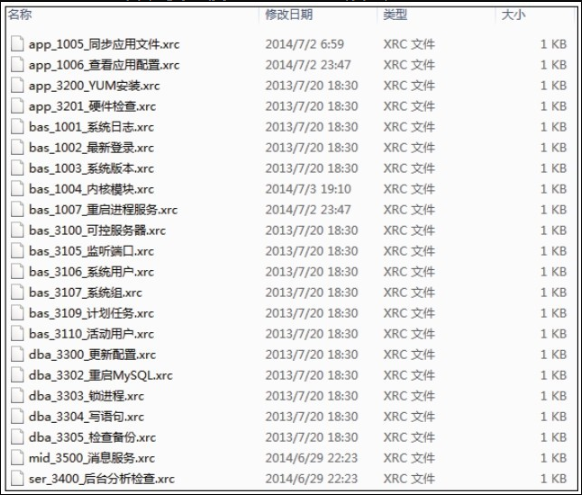 名称 修改日期 类型 大小
app_1005_同步应用文件.xrc 2014/7/2 6:59 XRC 文件 1 KB
app_1006_查看应用配置.xrc 2014/7/2 23:47 XRC 文件 1 KB
app_3200_YUM安装.xrc 2013/7/20 18:30 XRC 文件 1 KB
app_3201_硬件检查.xrc 2013/7/20 18:30 XRC 文件 1 KB
bas_1001_系统日志.xrc 2013/7/20 18:30 XRC 文件 1 KB
bas_1002_最新登录.xrc 2013/7/20 18:30 XRC 文件 1 KB
bas_1003_系统版本.xrc 2013/7/20 18:30 XRC 文件 1 KB
bas_1004_内核模块.xrc 2014/7/3 19:10 XRC 文件 1 KB
bas_1007_重启进程服务.xrc 2014/7/2 23:47 XRC 文件 1 KB
bas_3100_可控服务器.xrc 2013/7/20 18:30 XRC 文件 1 KB
bas_3105_监听端口.xrc 2013/7/20 18:30 XRC 文件 1 KB
bas_3106_系统用户.xrc 2013/7/20 18:30 XRC 文件 1 KB
bas_3107_系统组.xrc 2013/7/20 18:30 XRC 文件 1 KB
bas_3109_计划任务.xrc 2013/7/20 18:30 XRC 文件 1 KB
bas_3110_活动用户.xrc 2013/7/20 18:30 XRC 文件 1 KB
dba_3300_更新配置.xrc 2013/7/20 18:30 XRC 文件 1 KB
dba_3302_重启MySQL.xrc 2013/7/20 18:30 XRC 文件 1 KB
dba_3303_锁进程.xrc 2013/7/20 18:30 XRC 文件 1 KB
dba_3304_写语句.xrc 2013/7/20 18:30 XRC 文件 1 KB
dba_3305_检查备份.xrc 2013/7/20 18:30 XRC 文件 1 KB
mid_3500_消息服务.xrc 2014/6/29 22:23 XRC 文件 1 KB
ser_3400_后台分析检查.xrc 2014/6/29 22:23 XRC 文件 1 KB